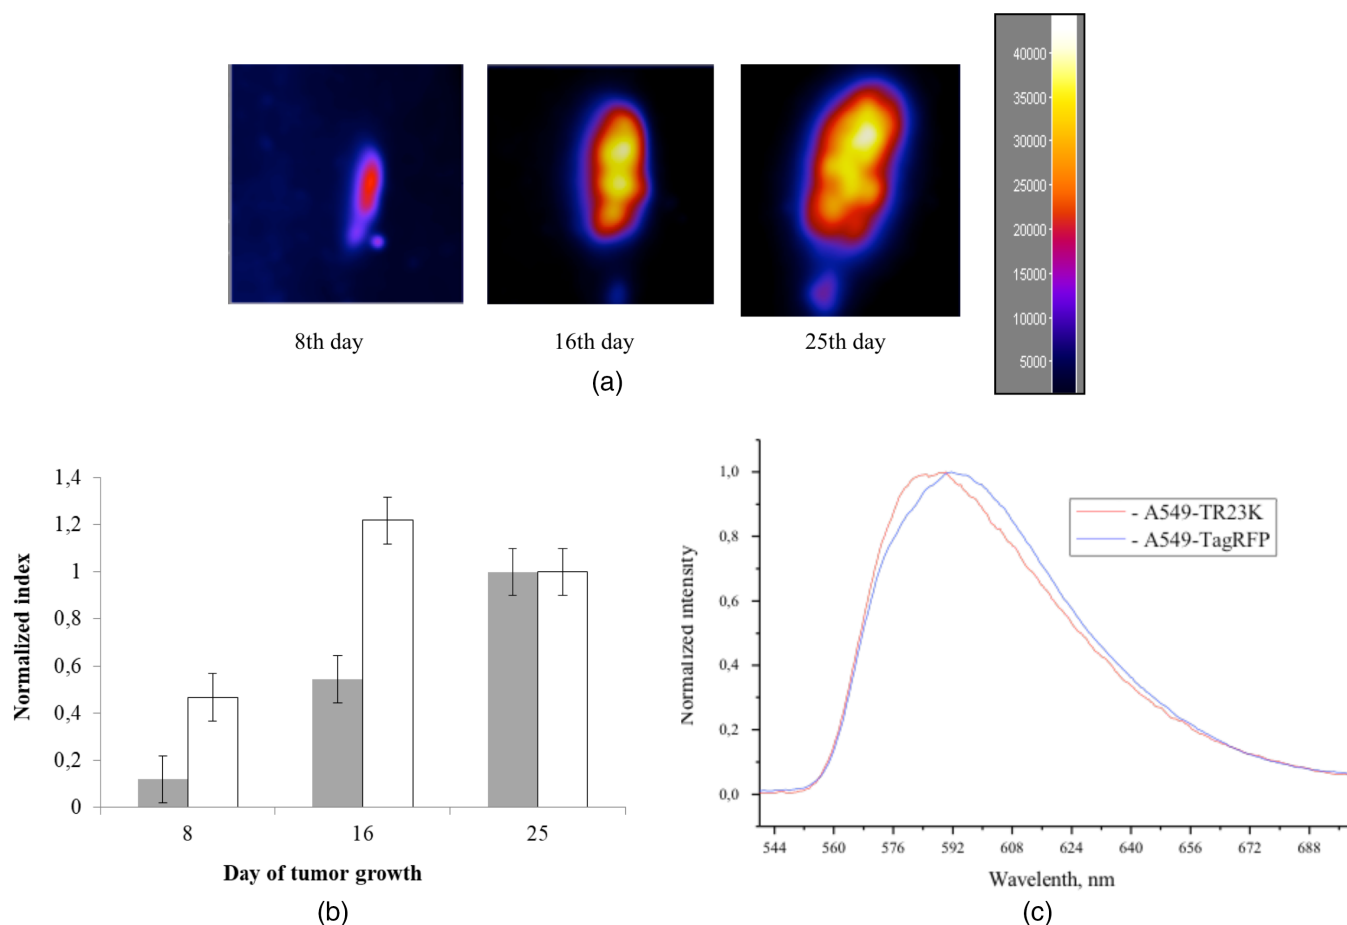 40000
35000
30000
25000
20000
15000
10000
5000
8th day
16th day
25th day
(a)
1,4
1,2
1
0,8
0,6
0,4
0,2
0
Normalized index
8
16
25
Day of tumor growth
(b)
1,0
0,8
0,6
0,4
0,2
0,0
Normalized intensity
- A549-TR23K
- A549-TagRFP
544 560 576 592 608 624 640 656 672 688
Wavelenth, nm
(c)